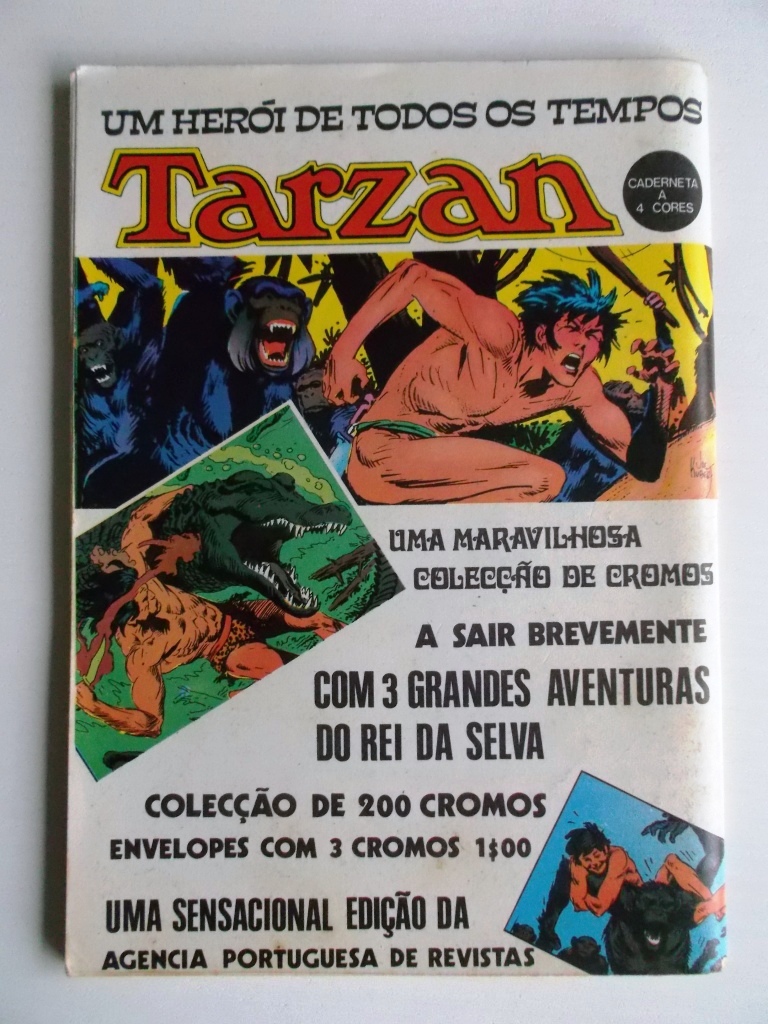 UM HERÓI DE TODOS OS TEMPOS
Tarzan
CADERNETA
A
4 CORES
UMA MARAVILHOSA
COLECÇÃO DE CROMOS
A SAIR BREVEMENTE
COM 3 GRANDES AVENTURAS
DO REI DA SELVA
COLECÇÃO DE 200 CROMOS
ENVELOPES COM 3 CROMOS 1$00
UMA SENSACIONAL EDIÇÃO DA
AGENCIA PORTUGUESA DE REVISTAS